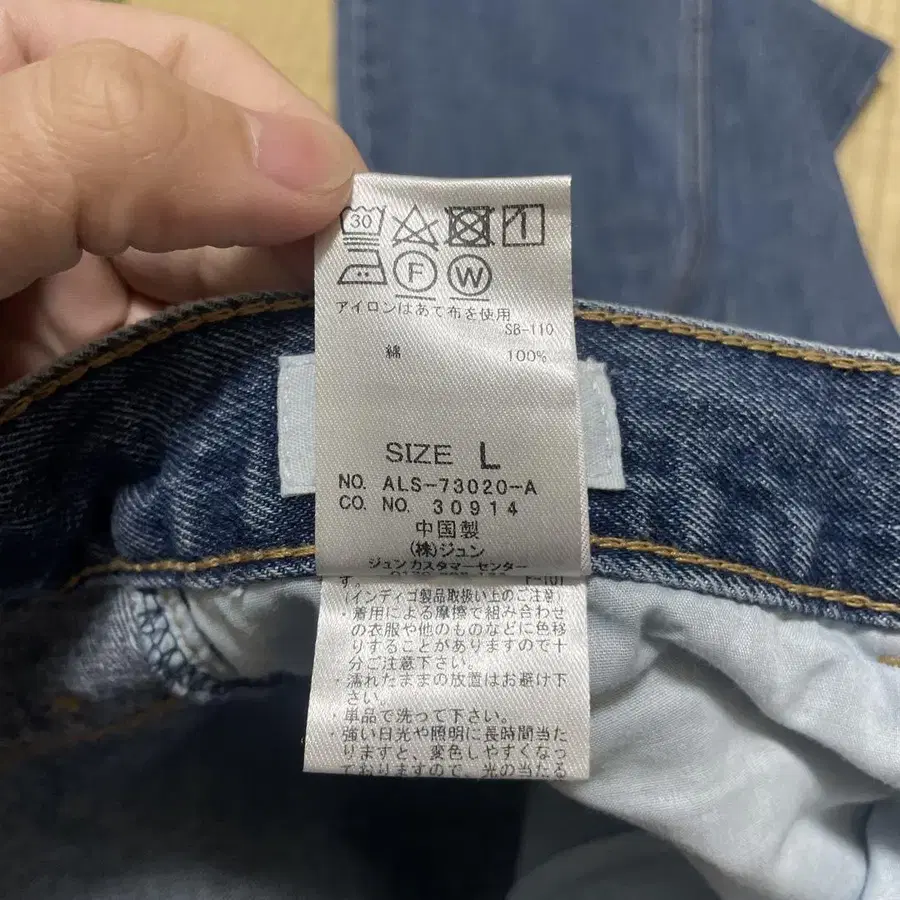 30
F W
アイロンはあて布を使用
SB-110
綿 100%
SIZE L
NO. ALS-73020-A
CO. NO. 30914
中国製
(株)ジュン
ジュン カスタマーセンター
す。
(インディゴ製品取扱い上のご注意
・着用による摩擦で組み合わせ
の衣服や他のものなどに色移
りすることがありますので十
分ご注意下さい。
・濡れたままの放置はお避け下
さい
・単品で洗って下さい。
・強い日光や照明に長時間当た
りますと、変色しやすくなっ
ておりますので、光の当たる